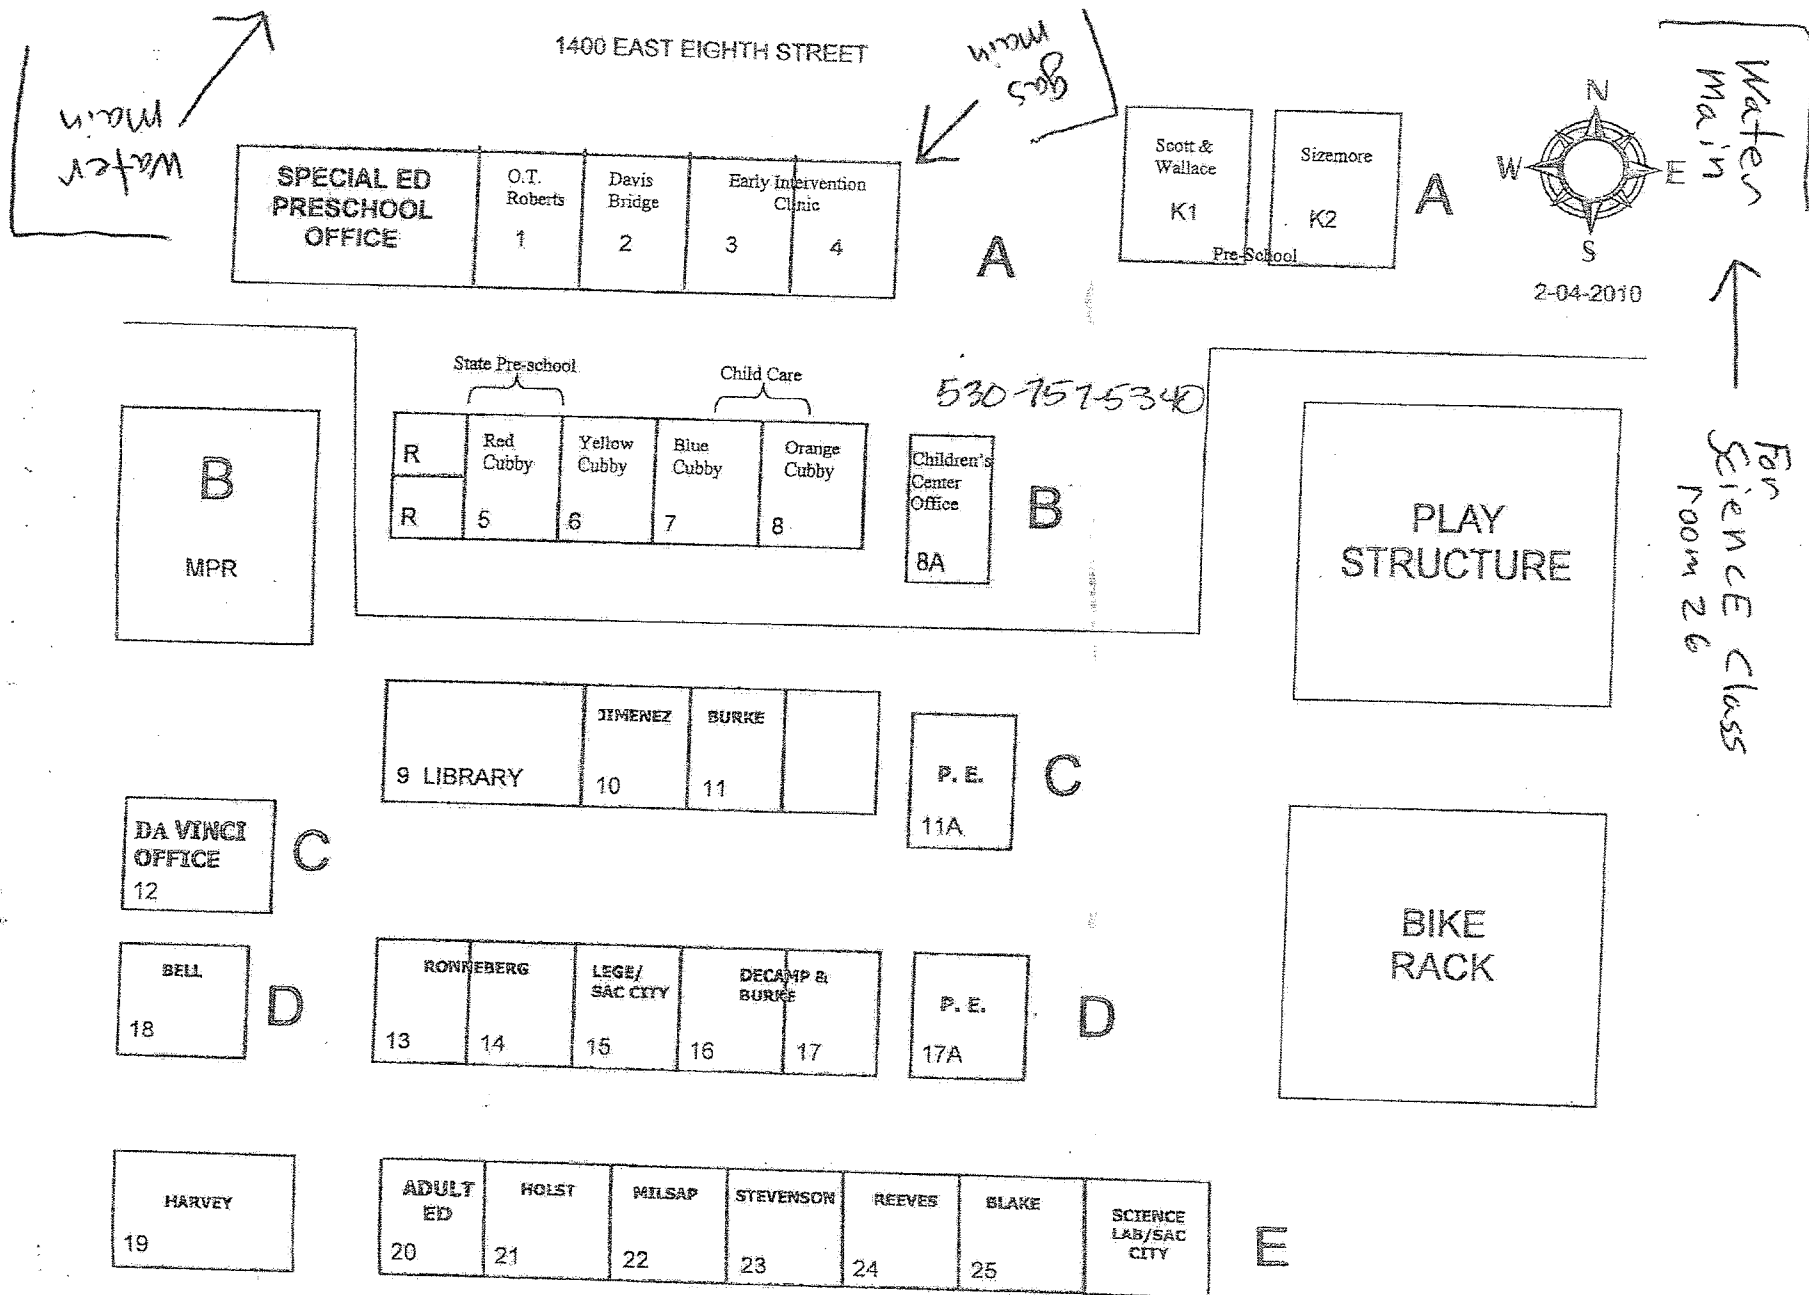 1400 EAST EIGHTH STREET
water
main
gas
main
Water
Main
For
SciencE Class
room 26
N
W
E
S
2-04-2010
SPECIAL ED
PRESCHOOL
OFFICE
O.T.
Roberts
1
Davis
Bridge
2
Early Intervention
Clinic
3
4
A
Scott &
Wallace
K1
Sizemore
K2
Pre-School
A
State Pre-school
Child Care
530-757-5340
B
MPR
R
R
Red
Cubby
5
Yellow
Cubby
6
Blue
Cubby
7
Orange
Cubby
8
Children's
Center
Office
8A
B
PLAY
STRUCTURE
9 LIBRARY
JIMENEZ
10
BURKE
11
P. E.
11A
C
DA VINCI
OFFICE
12
C
BIKE
RACK
BELL
18
D
RONNEBERG
13
14
LEGE/
SAC CITY
15
DECAMP &
BURKE
16
17
P. E.
17A
D
HARVEY
19
ADULT
ED
20
HOLST
21
MILSAP
22
STEVENSON
23
REEVES
24
BLAKE
25
SCIENCE
LAB/SAC
CITY
E